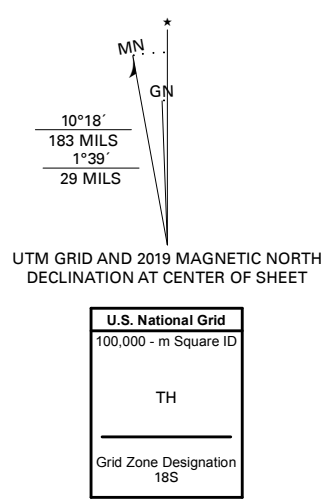 ★
MN
GN
10°18´
183 MILS
1°39´
29 MILS
UTM GRID AND 2019 MAGNETIC NORTH
DECLINATION AT CENTER OF SHEET
U.S. National Grid
100,000 - m Square ID
TH
Grid Zone Designation
18S